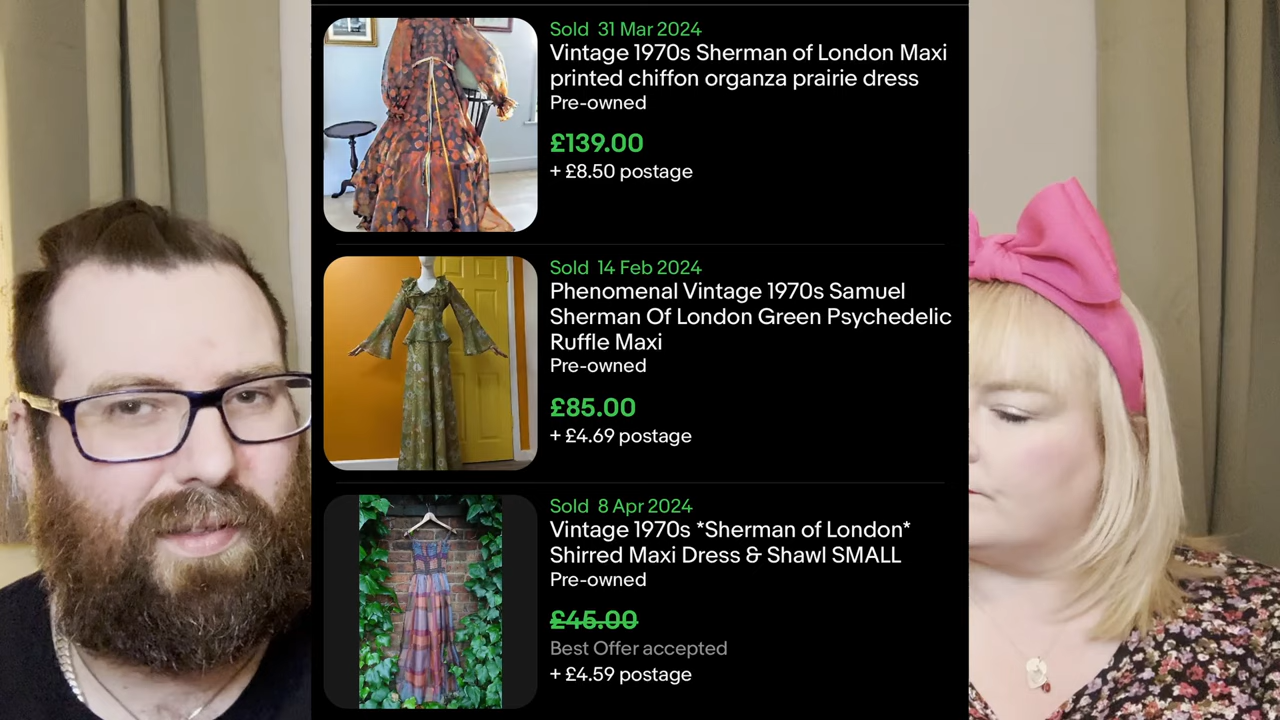 Sold 31 Mar 2024
Vintage 1970s Sherman of London Maxi
printed chiffon organza prairie dress
Pre-owned
£139.00
+ £8.50 postage
Sold 14 Feb 2024
Phenomenal Vintage 1970s Samuel
Sherman Of London Green Psychedelic
Ruffle Maxi
Pre-owned
£85.00
+ £4.69 postage
Sold 8 Apr 2024
Vintage 1970s *Sherman of London*
Shirred Maxi Dress & Shawl SMALL
Pre-owned
£45.00
Best Offer accepted
+ £4.59 postage